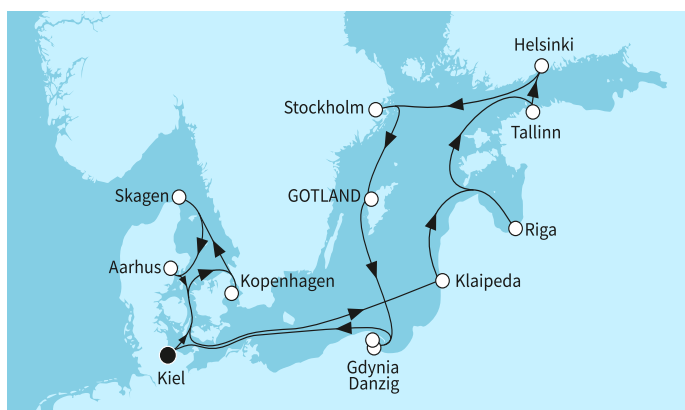 Helsinki
Stockholm
Tallinn
Skagen
GOTLAND
Riga
Aarhus
Kopenhagen
Klaipeda
Kiel
Gdynia
Danzig